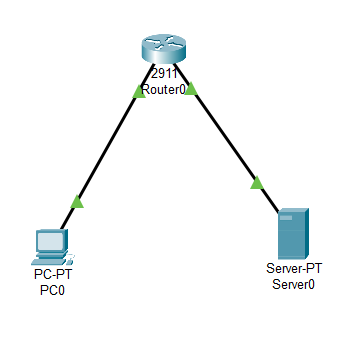 2911
Router0
PC-PT
PC0
Server-PT
Server0